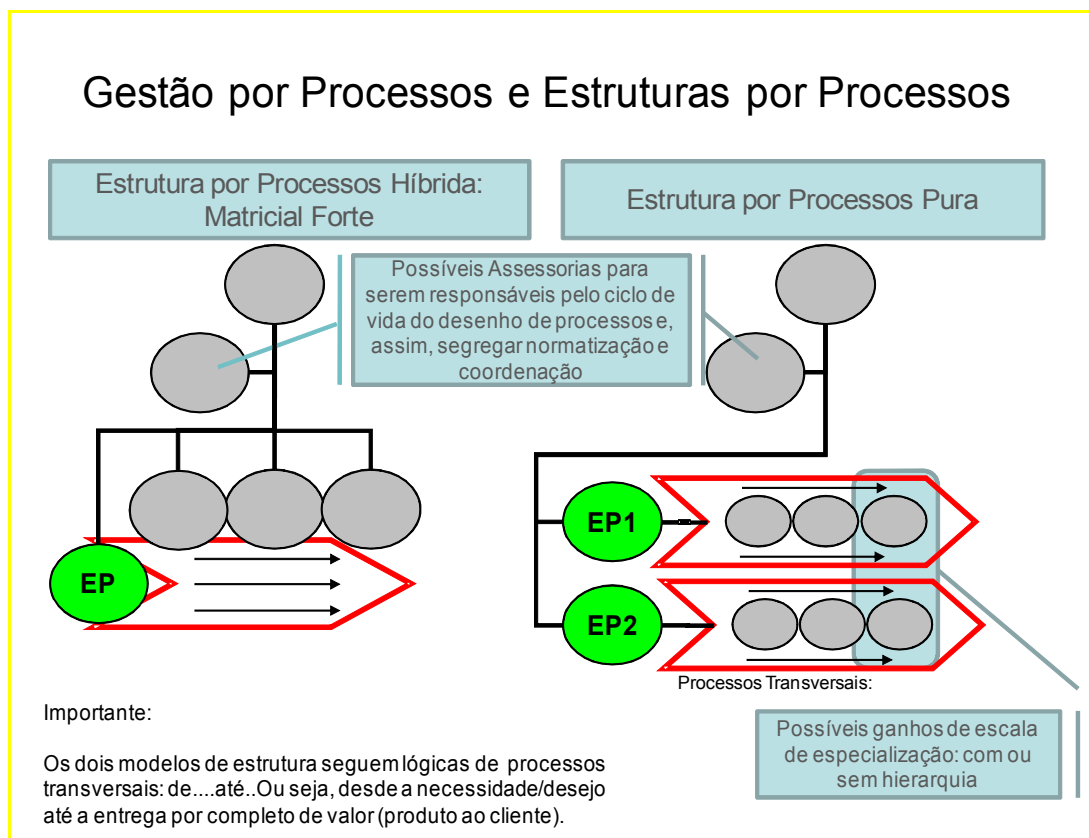 Gestão por Processos e Estruturas por Processos
Estrutura por Processos Híbrida:
Matricial Forte
Estrutura por Processos Pura
Possíveis Assessorias para
serem responsáveis pelo ciclo de
vida do desenho de processos e,
assim, segregar normatização e
coordenação
EP
EP1
EP2
Processos Transversais:
Importante:
Os dois modelos de estrutura seguem lógicas de processos
transversais: de....até..Ou seja, desde a necessidade/desejo
até a entrega por completo de valor (produto ao cliente).
Possíveis ganhos de escala
de especialização: com ou
sem hierarquia